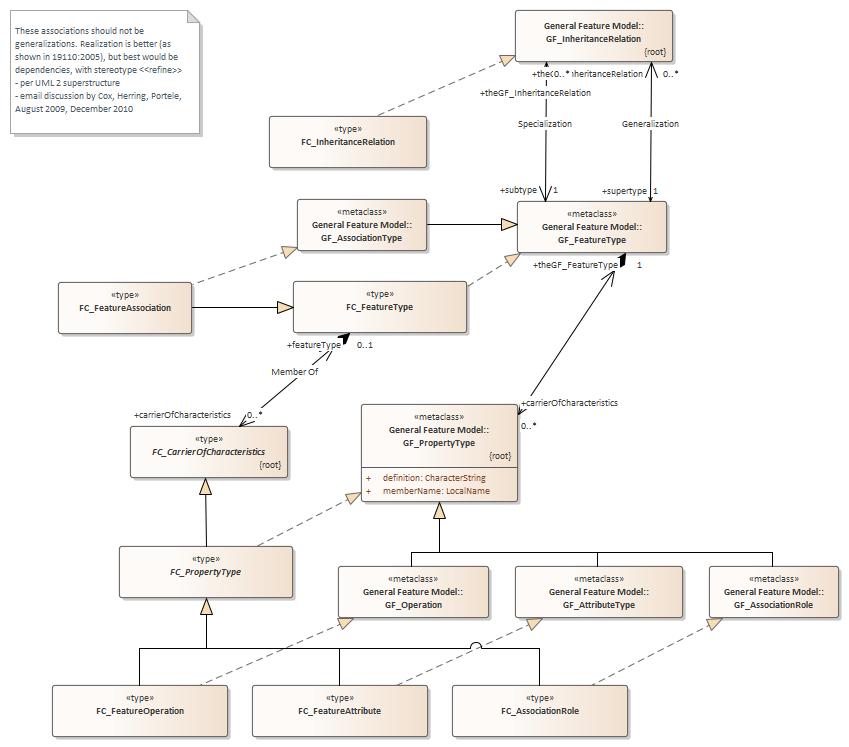 These associations should not be
generalizations. Realization is better (as
shown in 19110:2005), but best would be
dependencies, with stereotype <<refine>>
- per UML 2 superstructure
- email discussion by Cox, Herring, Portele,
August 2009, December 2010
General Feature Model::
GF_InheritanceRelation
{root}
+the 0..* InheritanceRelation 0..*
+theGF_InheritanceRelation
«type»
FC_InheritanceRelation
Specialization
Generalization
+subtype 1
+supertype 1
«metaclass»
General Feature Model::
GF_AssociationType
«metaclass»
General Feature Model::
GF_FeatureType
+theGF_FeatureType 1
«type»
FC_FeatureAssociation
«type»
FC_FeatureType
+featureType 0..1
Member Of
+carrierOfCharacteristics 0..*
+carrierOfCharacteristics
0..*
«type»
FC_CarrierOfCharacteristics
{root}
«metaclass»
General Feature Model::
GF_PropertyType
{root}
+ definition: CharacterString
+ memberName: LocalName
«type»
FC_PropertyType
«metaclass»
General Feature Model::
GF_Operation
«metaclass»
General Feature Model::
GF_AttributeType
«metaclass»
General Feature Model::
GF_AssociationRole
«type»
FC_FeatureOperation
«type»
FC_FeatureAttribute
«type»
FC_AssociationRole